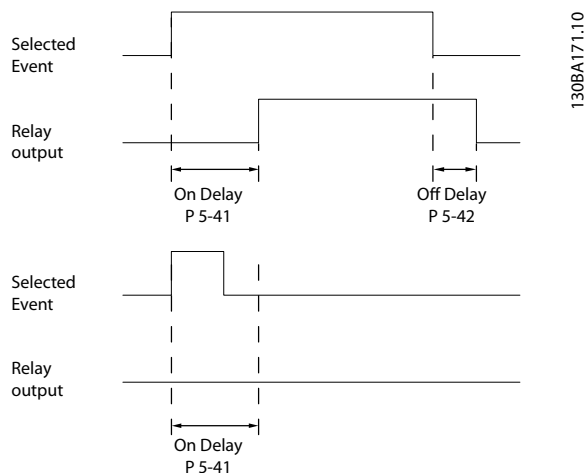 130BA171.10
Selected
Event
Relay
output
On Delay
P 5-41
Off Delay
P 5-42
Selected
Event
Relay
output
On Delay
P 5-41